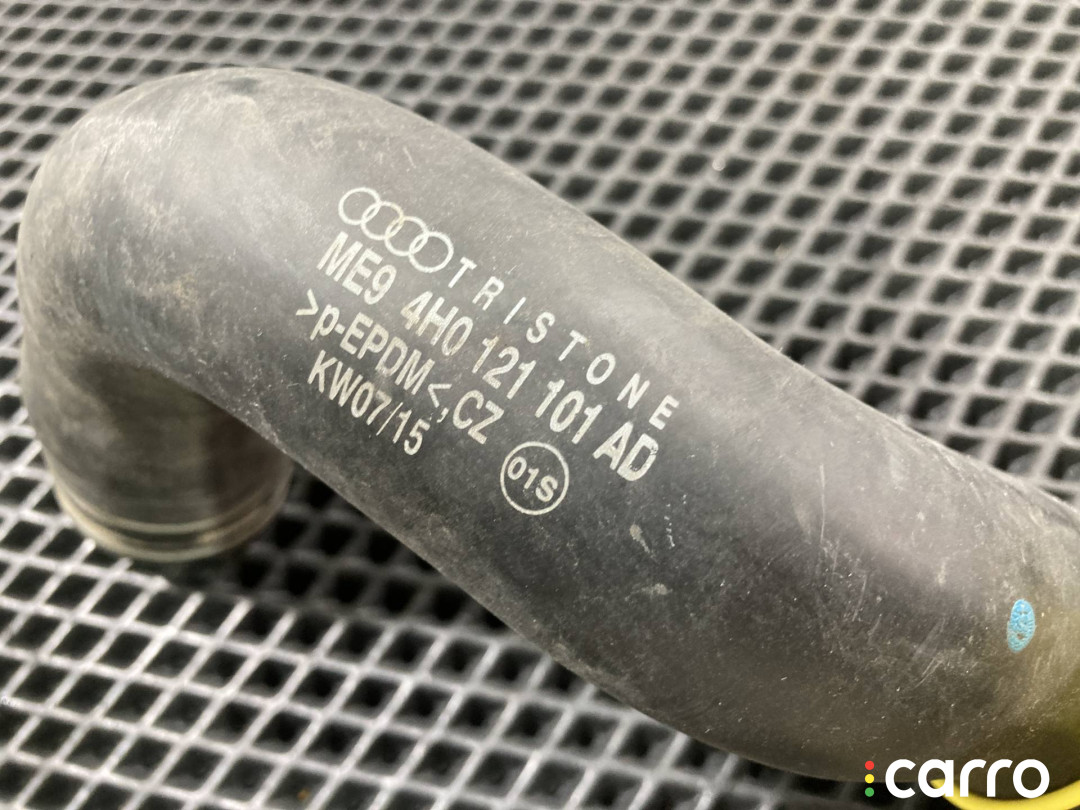 TRISTONE
ME9 4H0 121 101 AD
>p-EPDM<,CZ
KW07/15
01S
carro